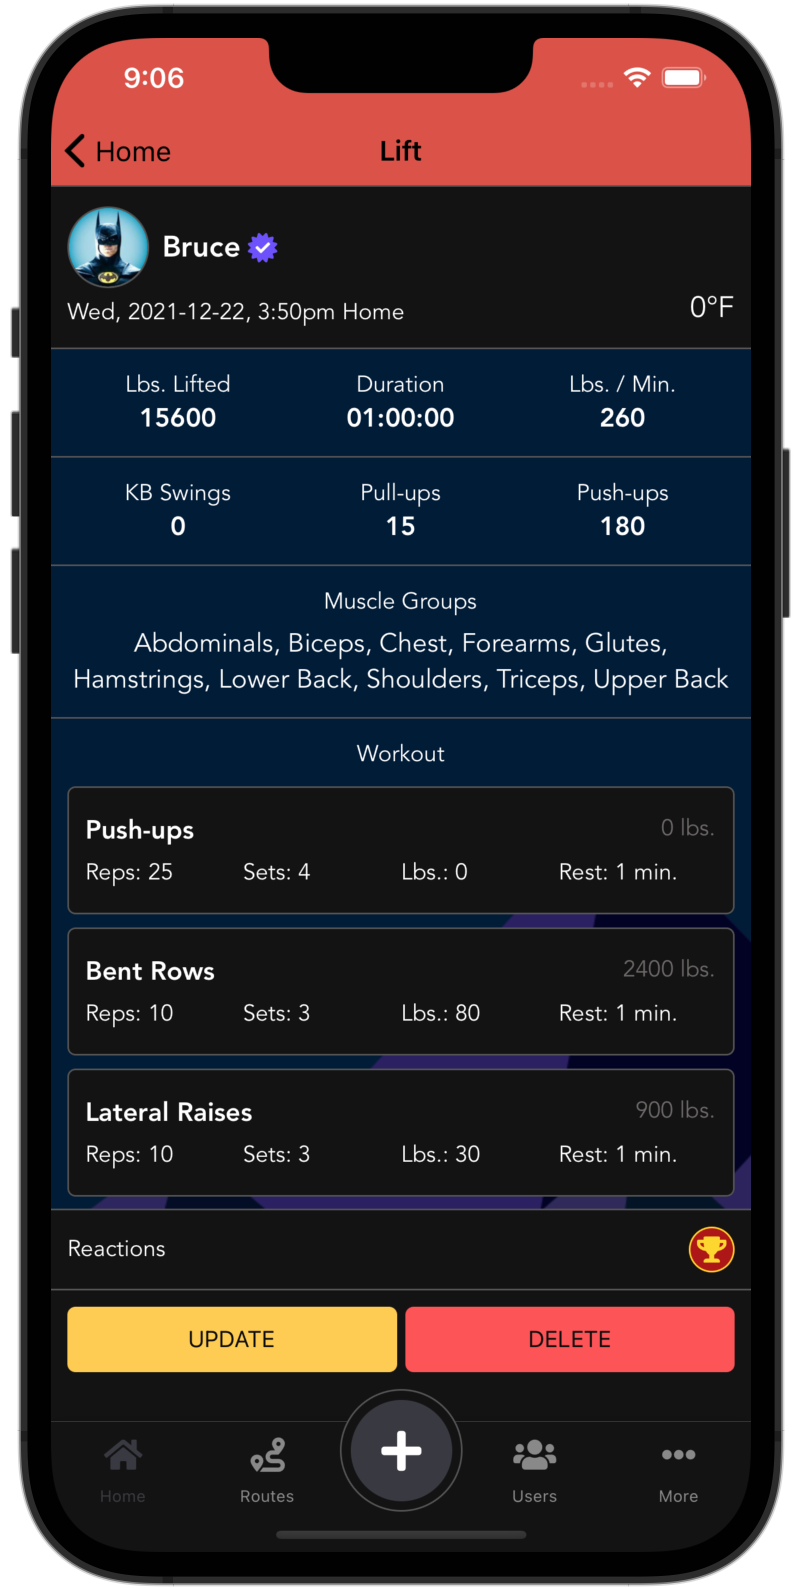 9:06
Home Lift
Bruce
Wed, 2021-12-22, 3:50pm Home 0°F
Lbs. Lifted Duration Lbs. / Min.
15600 01:00:00 260
KB Swings Pull-ups Push-ups
0 15 180
Muscle Groups
Abdominals, Biceps, Chest, Forearms, Glutes,
Hamstrings, Lower Back, Shoulders, Triceps, Upper Back
Workout
Push-ups 0 lbs.
Reps: 25 Sets: 4 Lbs.: 0 Rest: 1 min.
Bent Rows 2400 lbs.
Reps: 10 Sets: 3 Lbs.: 80 Rest: 1 min.
Lateral Raises 900 lbs.
Reps: 10 Sets: 3 Lbs.: 30 Rest: 1 min.
Reactions
UPDATE DELETE
Home Routes Users More